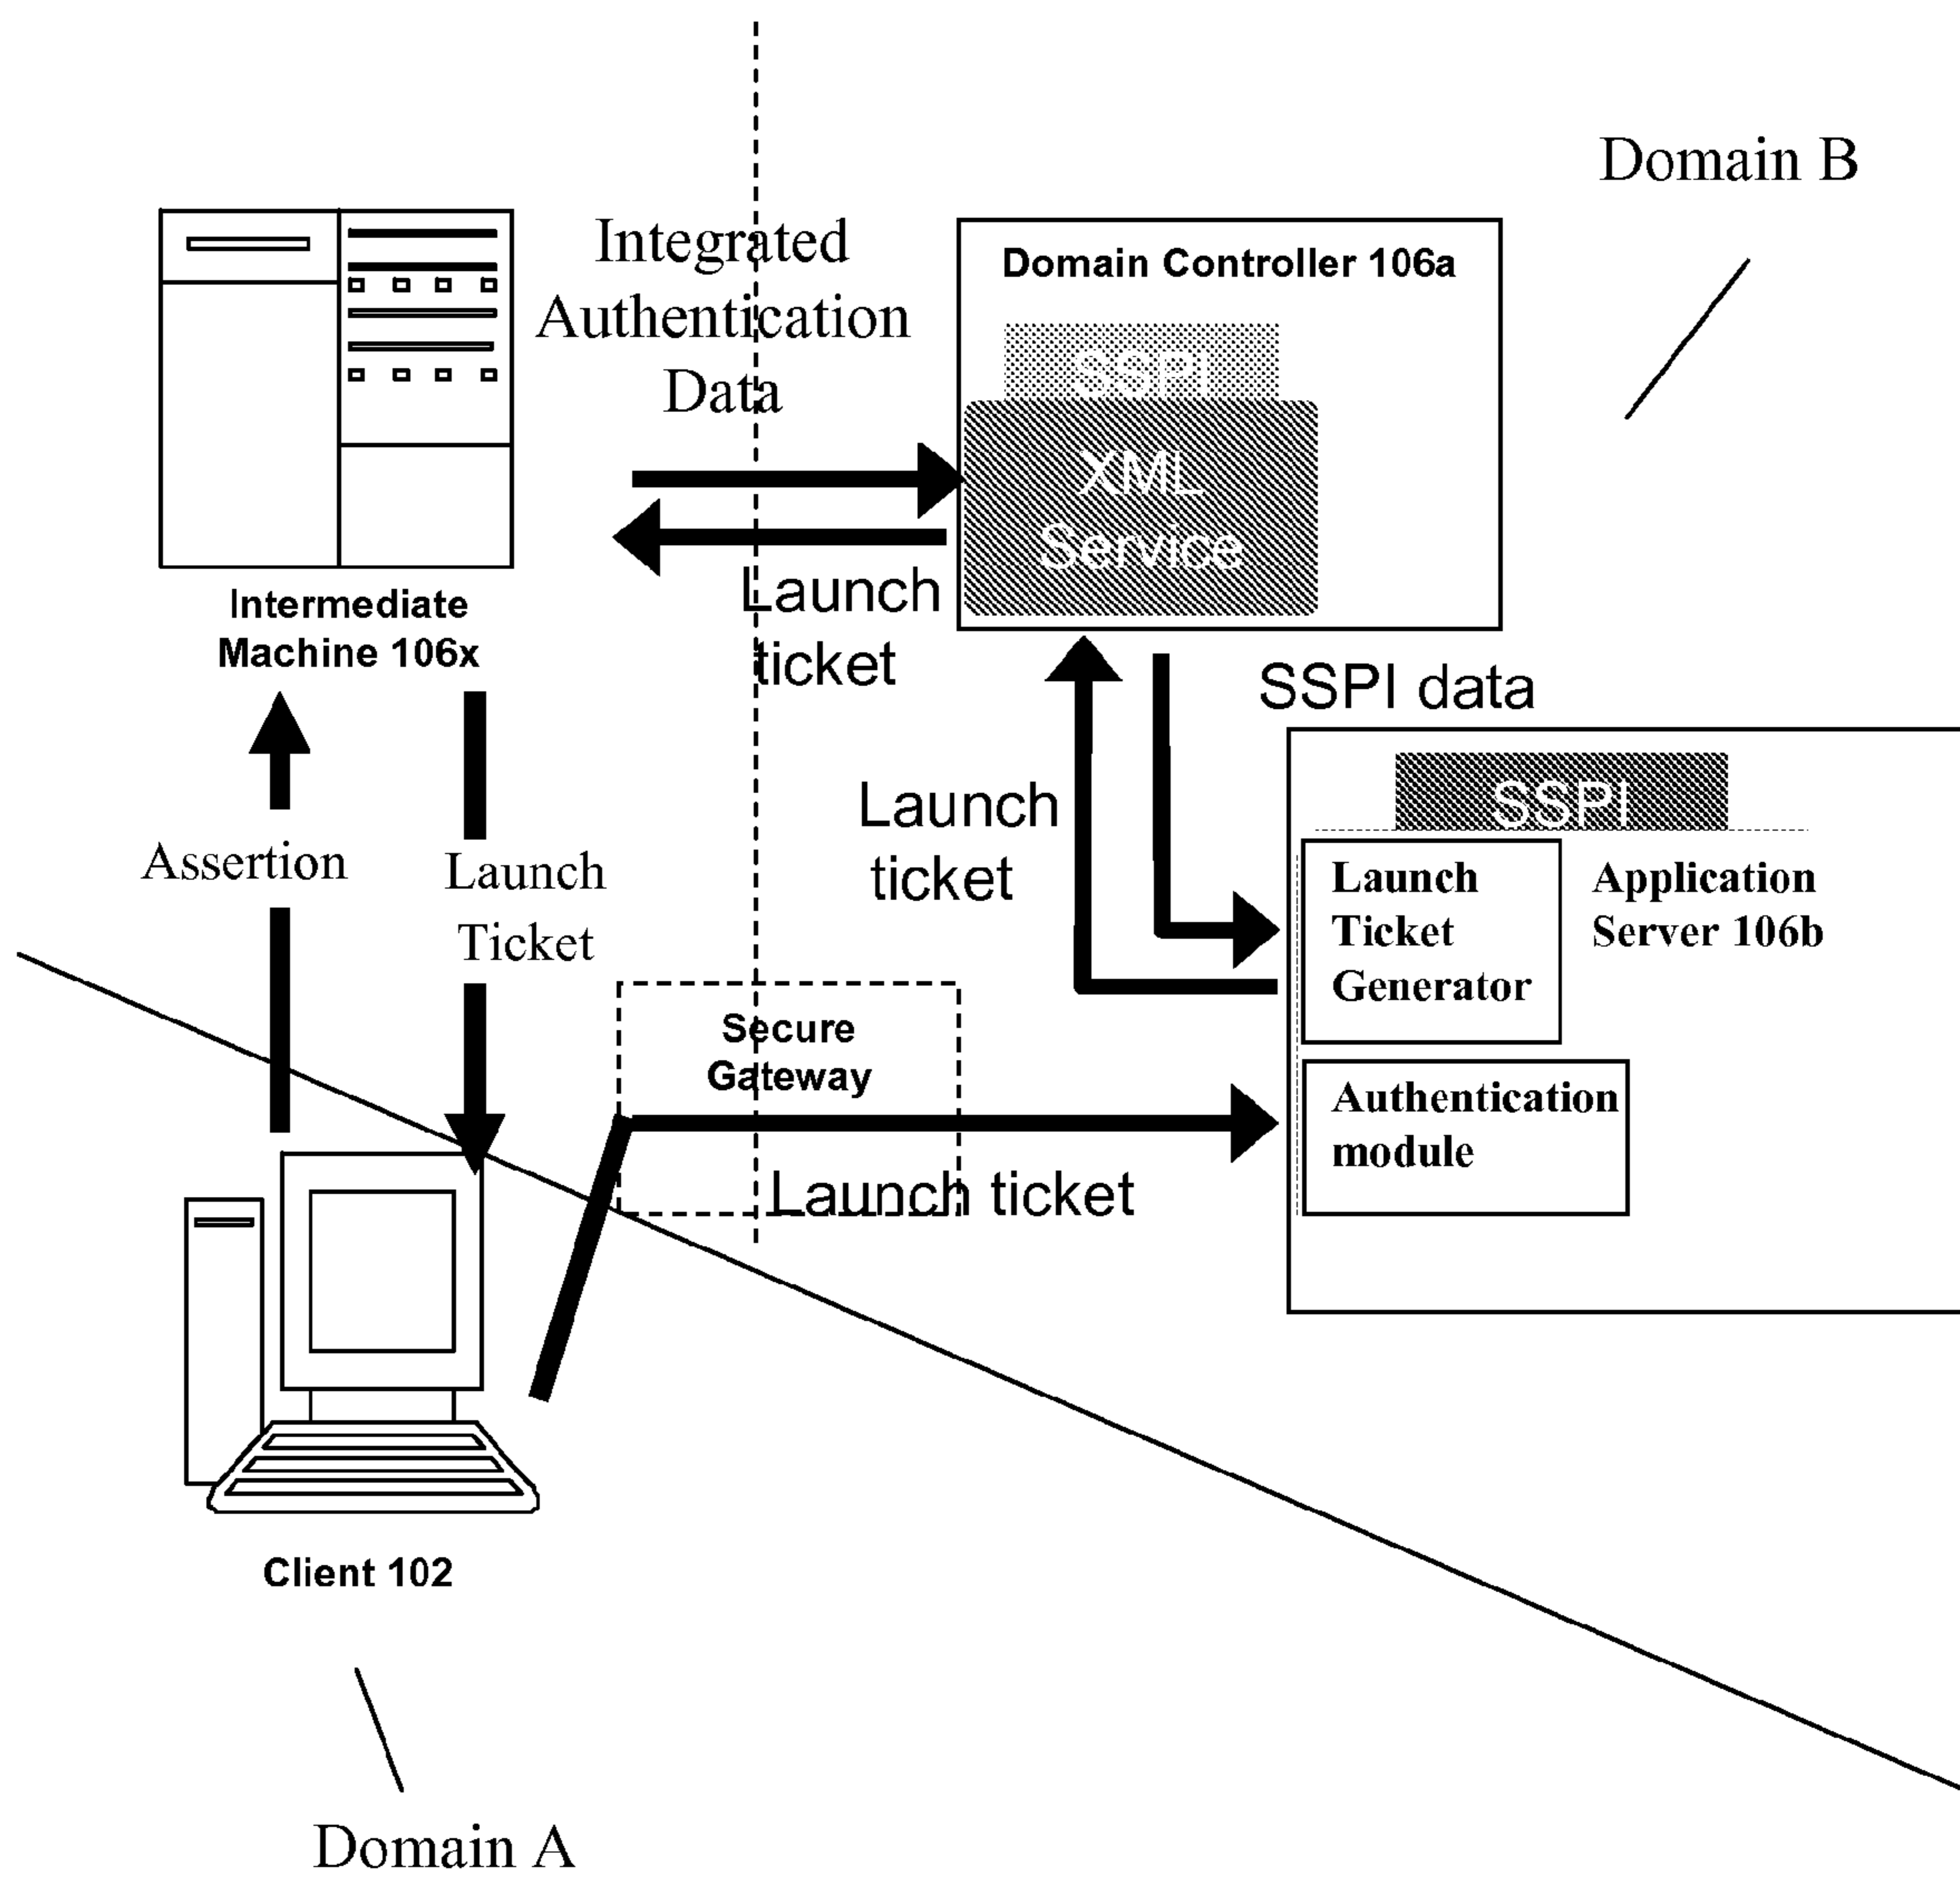 Domain B
Integrated
Authentication
Data
Domain Controller 106a
SSPI
XML
Service
Launch
ticket
Intermediate
Machine 106x
SSPI data
SSPI
Launch
ticket
Assertion
Launch
Ticket
Launch
Ticket
Generator
Application
Server 106b
Secure
Gateway
Authentication
module
Launch ticket
Client 102
Domain A